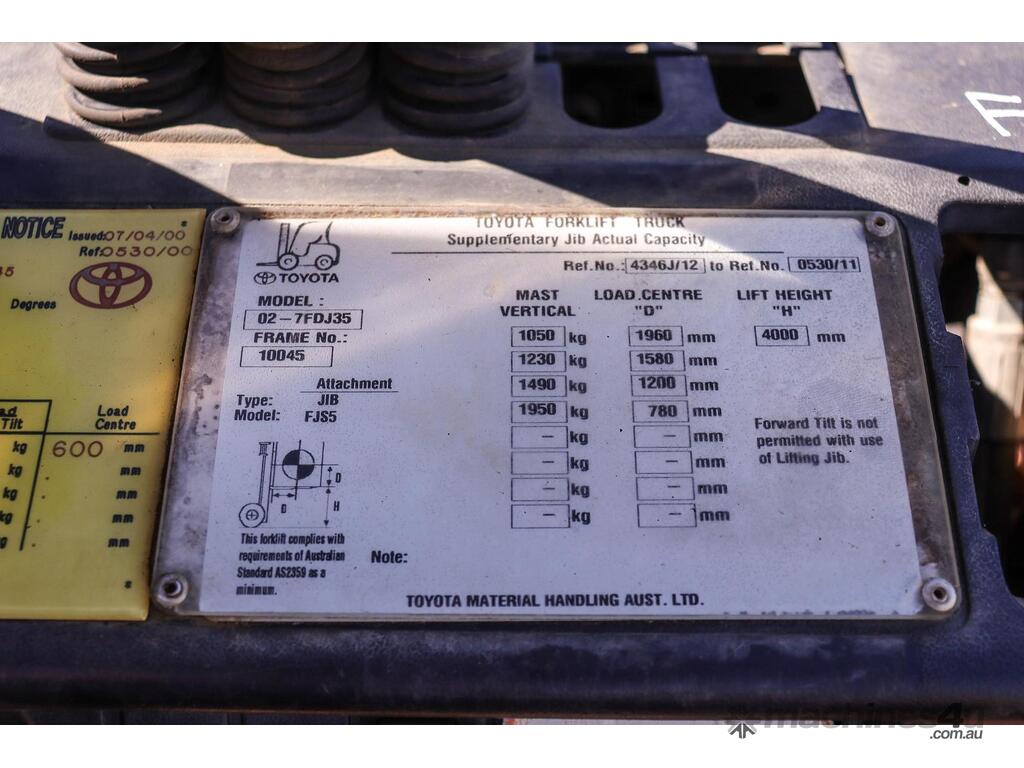 NOTICE Issued:07/04/00
Ref:0530/00
Degrees
Load
Tilt Centre
kg 600 mm
kg mm
kg mm
kg mm
mm
TOYOTA FORKLIFT TRUCK
Supplementary Jib Actual Capacity
Ref.No.: 4346J/12 to Ref.No. 0530/11
TOYOTA
MODEL :
02-7FDJ35
FRAME No.:
10045
Attachment
Type: JIB
Model: FJS5
MAST LOAD.CENTRE LIFT HEIGHT
VERTICAL "D" "H"
1050 kg 1960 mm 4000 mm
1230 kg 1580 mm
1490 kg 1200 mm
1950 kg 780 mm
– kg – mm
– kg – mm
– kg – mm
– kg – mm
Forward Tilt is not
permitted with use
of Lifting Jib.
D
D H
This forklift complies with
requirements of Australian
Standard AS2359 as a
minimum.
Note:
TOYOTA MATERIAL HANDLING AUST. LTD.
machines4u
.com.au